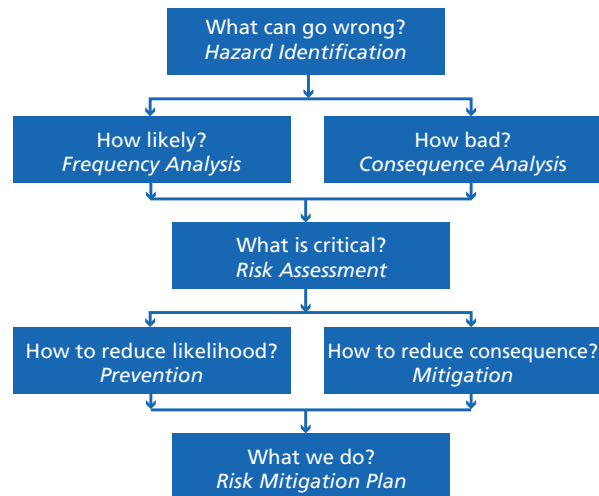 What can go wrong?
Hazard Identification
How likely?
Frequency Analysis
How bad?
Consequence Analysis
What is critical?
Risk Assessment
How to reduce likelihood?
Prevention
How to reduce consequence?
Mitigation
What we do?
Risk Mitigation Plan